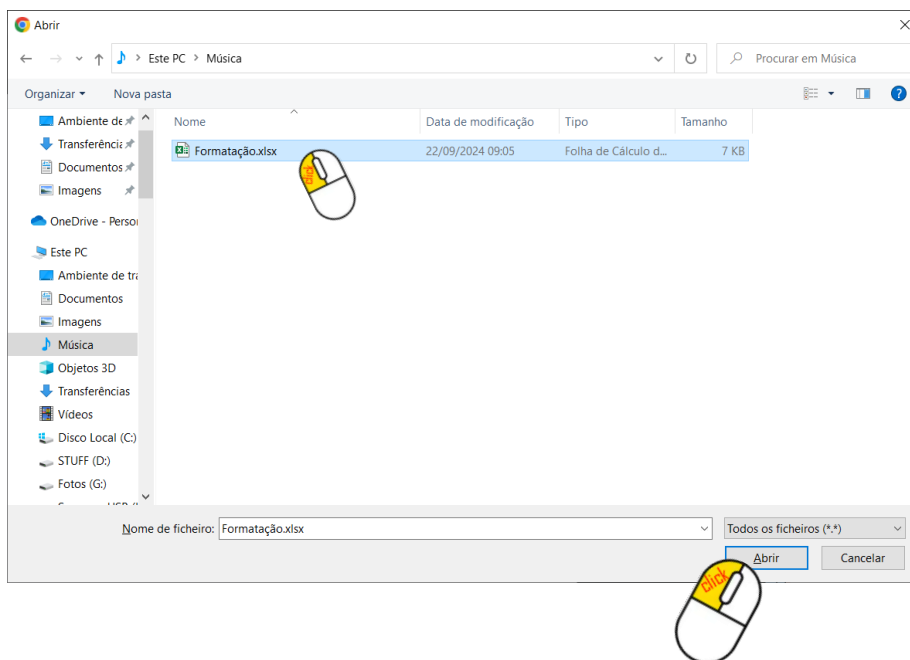 Abrir
Este PC > Música
Procurar em Música
Organizar
Nova pasta
Nome
Data de modificação
Tipo
Tamanho
Formatação.xlsx
22/09/2024 09:05
Folha de Cálculo d...
7 KB
click
Ambiente de
Transferência
Documentos
Imagens
OneDrive - Person
Este PC
Ambiente de tra
Documentos
Imagens
Música
Objetos 3D
Transferências
Vídeos
Disco Local (C:)
STUFF (D:)
Fotos (G:)
Nome de ficheiro:
Formatação.xlsx
Todos os ficheiros (*.*)
Abrir
Cancelar
click